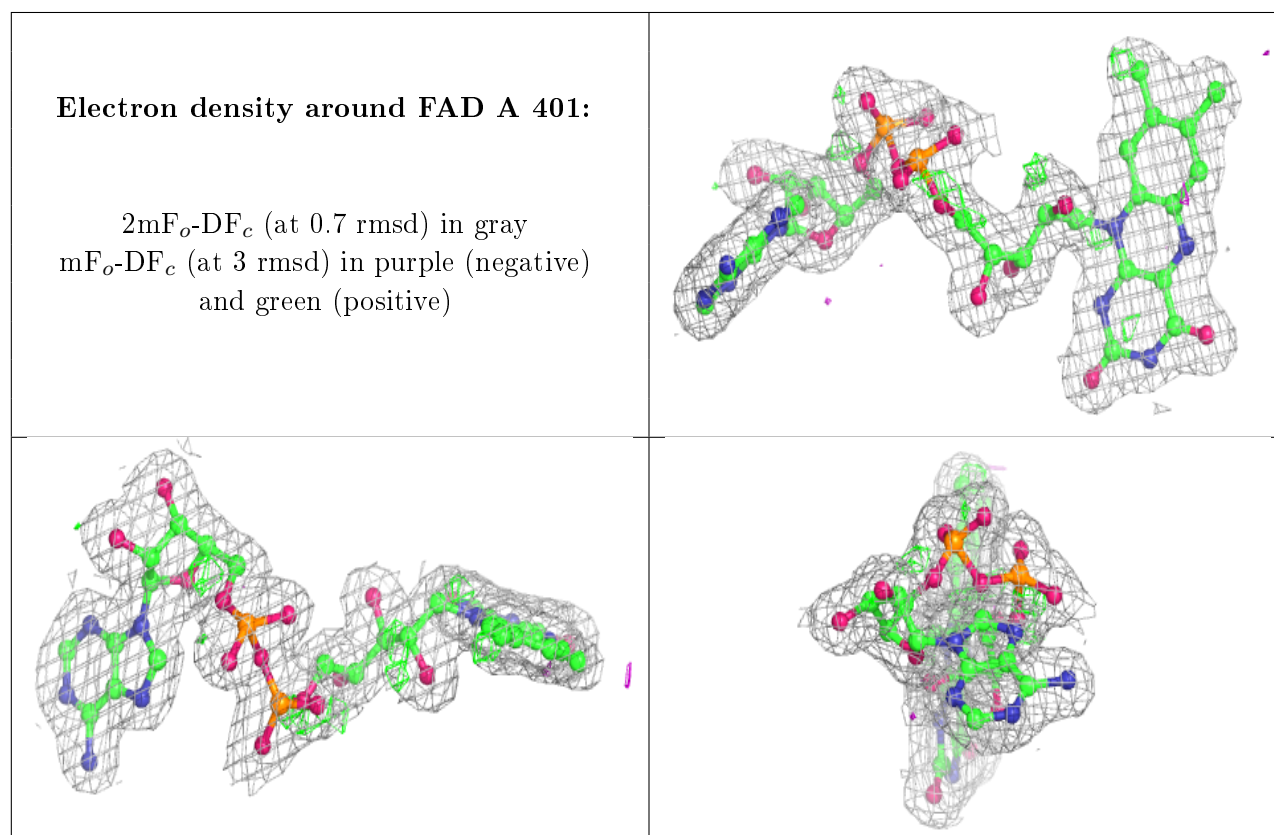 Electron density around FAD A 401:
2mFo-DFc (at 0.7 rmsd) in gray
mFo-DFc (at 3 rmsd) in purple (negative)
and green (positive)